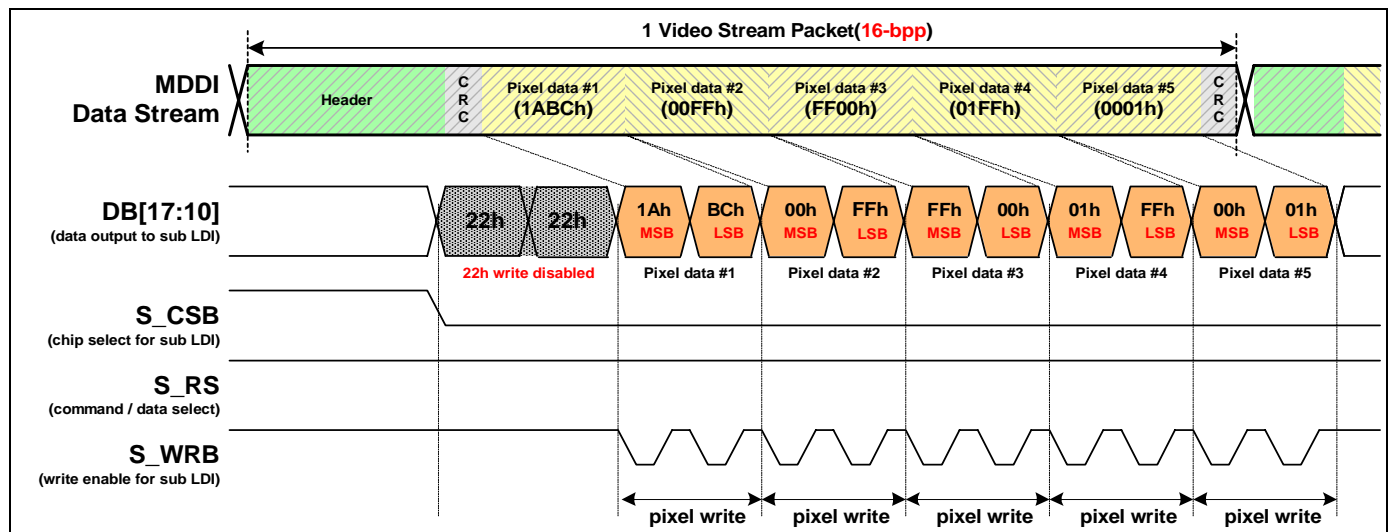 1 Video Stream Packet(16-bpp)
MDDI
Data Stream
Header
C
R
C
Pixel data #1
(1ABCh)
Pixel data #2
(00FFh)
Pixel data #3
(FF00h)
Pixel data #4
(01FFh)
Pixel data #5
(0001h)
C
R
C
DB[17:10]
(data output to sub LDI)
22h 22h
1Ah BCh 00h FFh FFh 00h 01h FFh 00h 01h
MSB LSB MSB LSB MSB LSB MSB LSB MSB LSB
22h write disabled Pixel data #1 Pixel data #2 Pixel data #3 Pixel data #4 Pixel data #5
S_CSB
(chip select for sub LDI)
S_RS
(command / data select)
S_WRB
(write enable for sub LDI)
pixel write pixel write pixel write pixel write pixel write